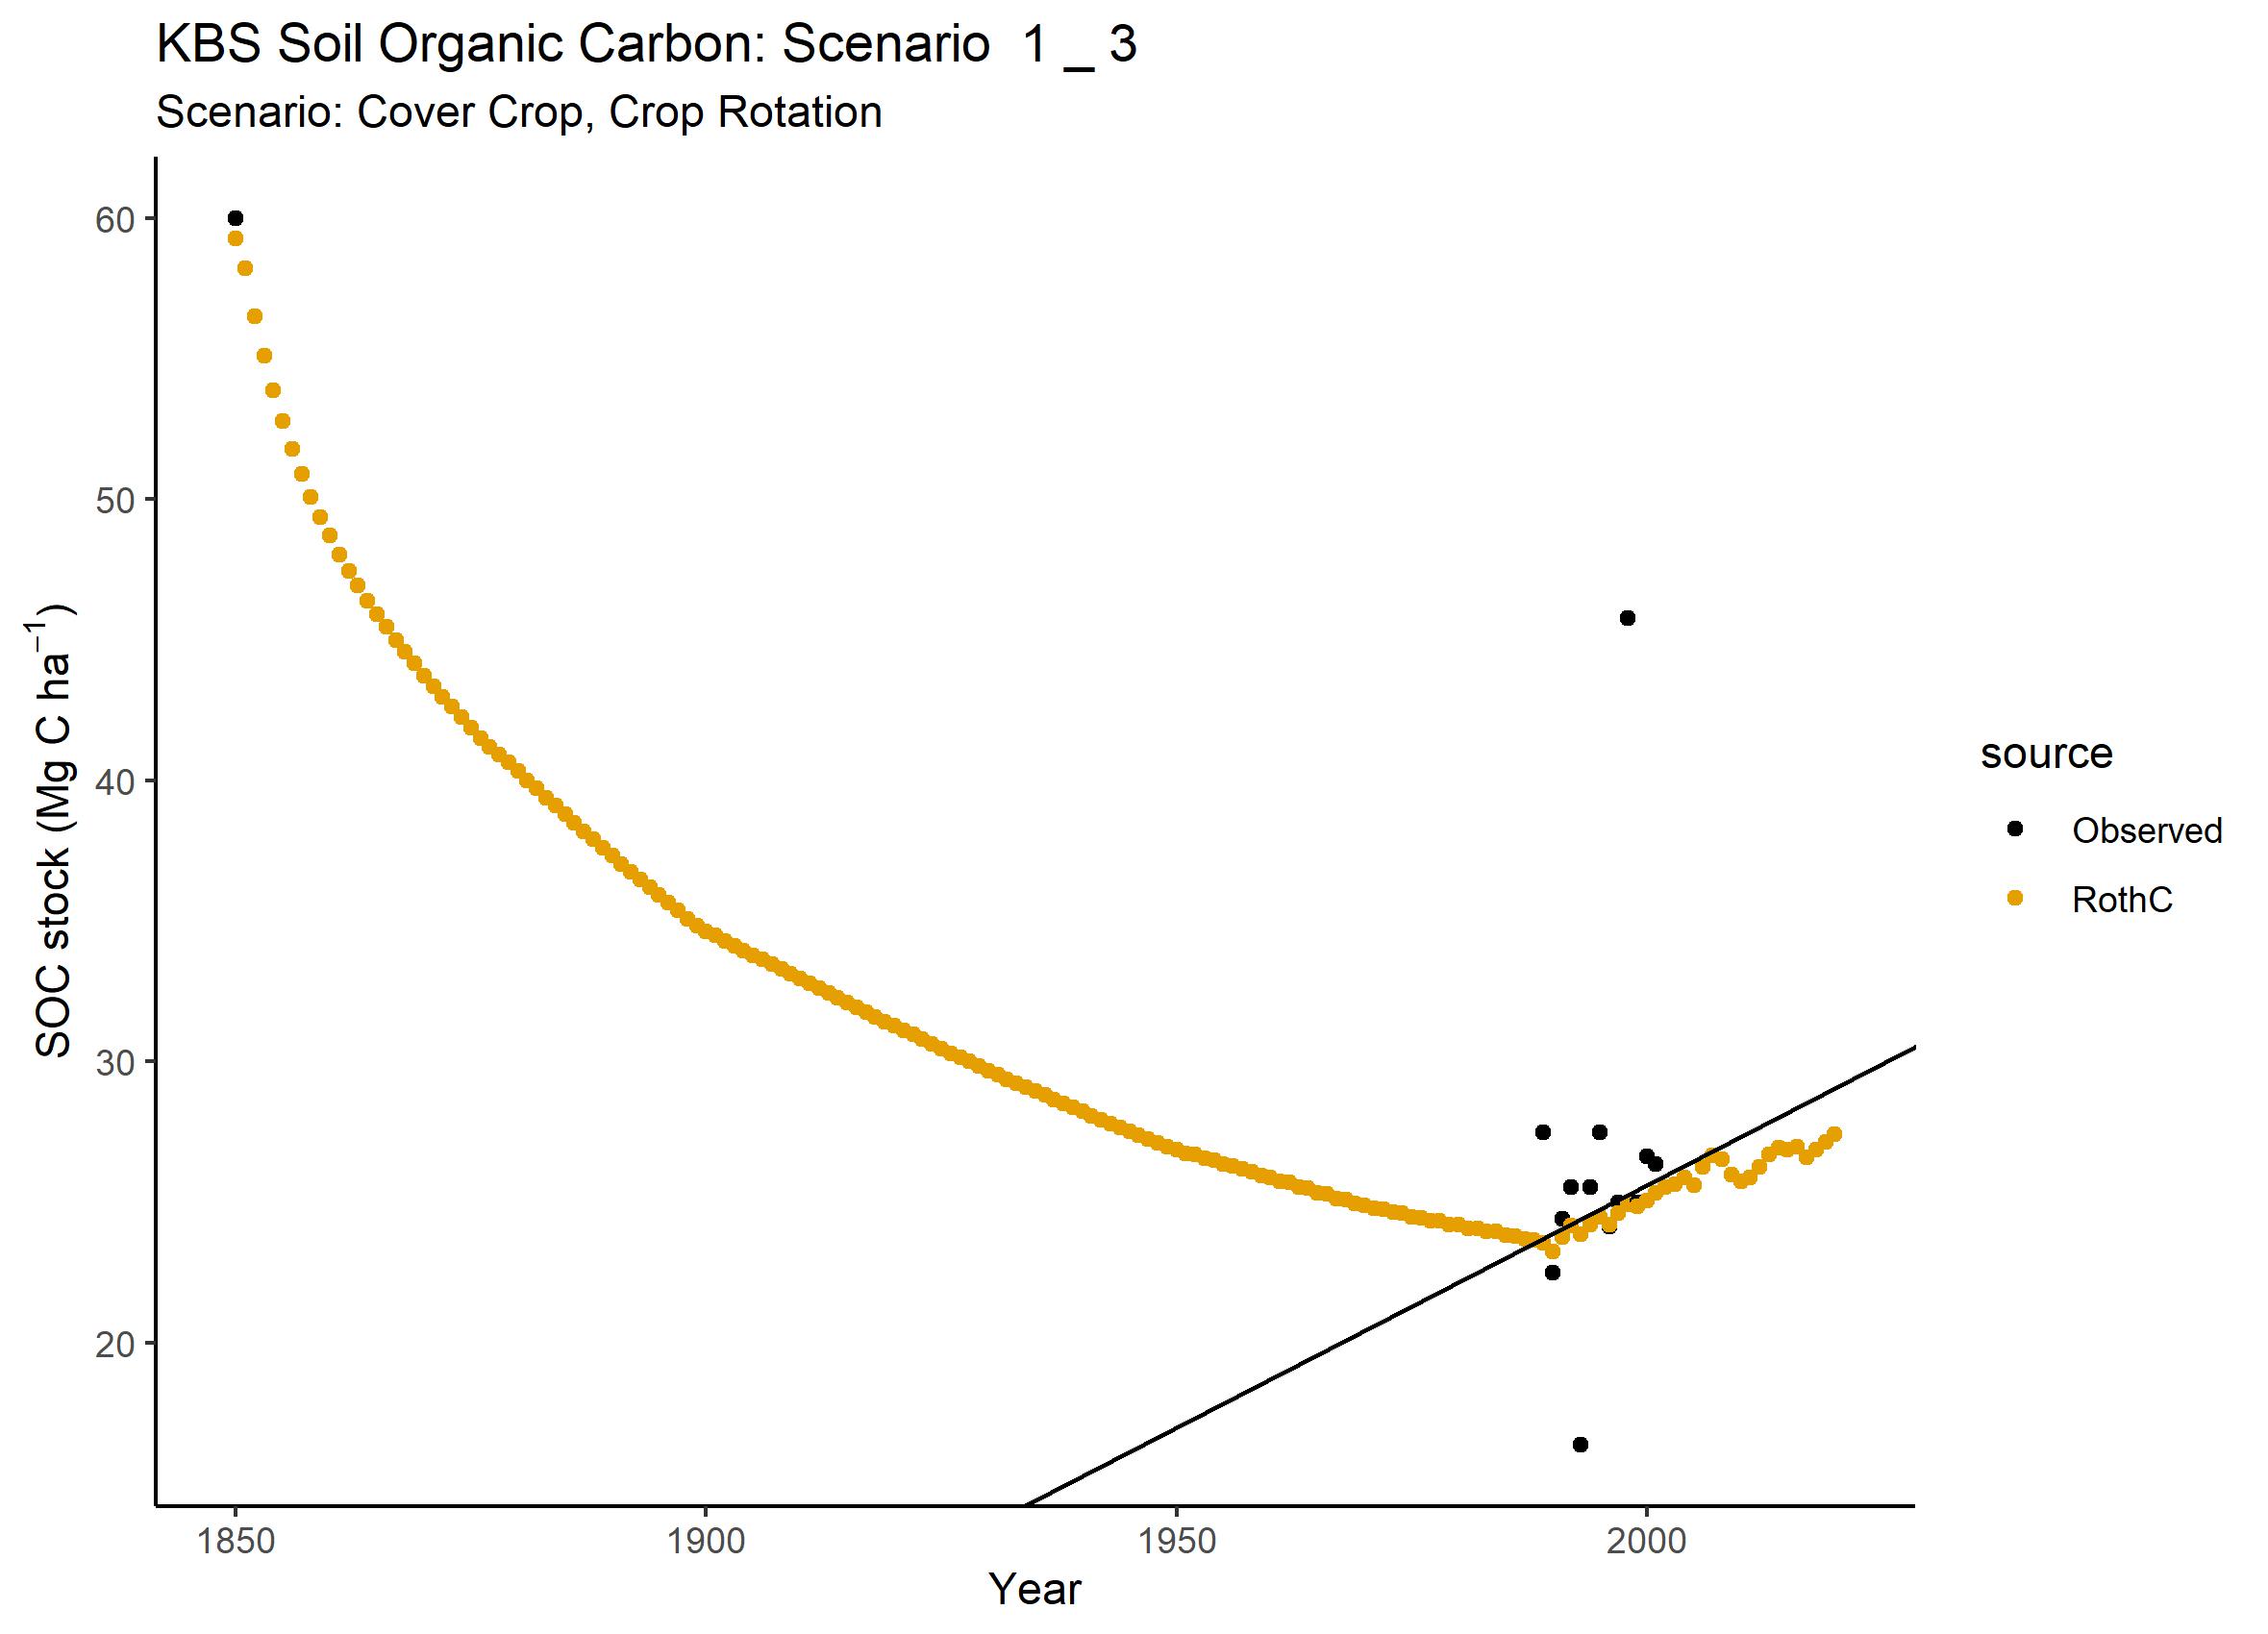 KBS Soil Organic Carbon: Scenario  1 _ 3
Scenario: Cover Crop, Crop Rotation
SOC stock (Mg C ha⁻¹)
60
50
40
30
20
1850
1900
1950
2000
Year
source
Observed
RothC